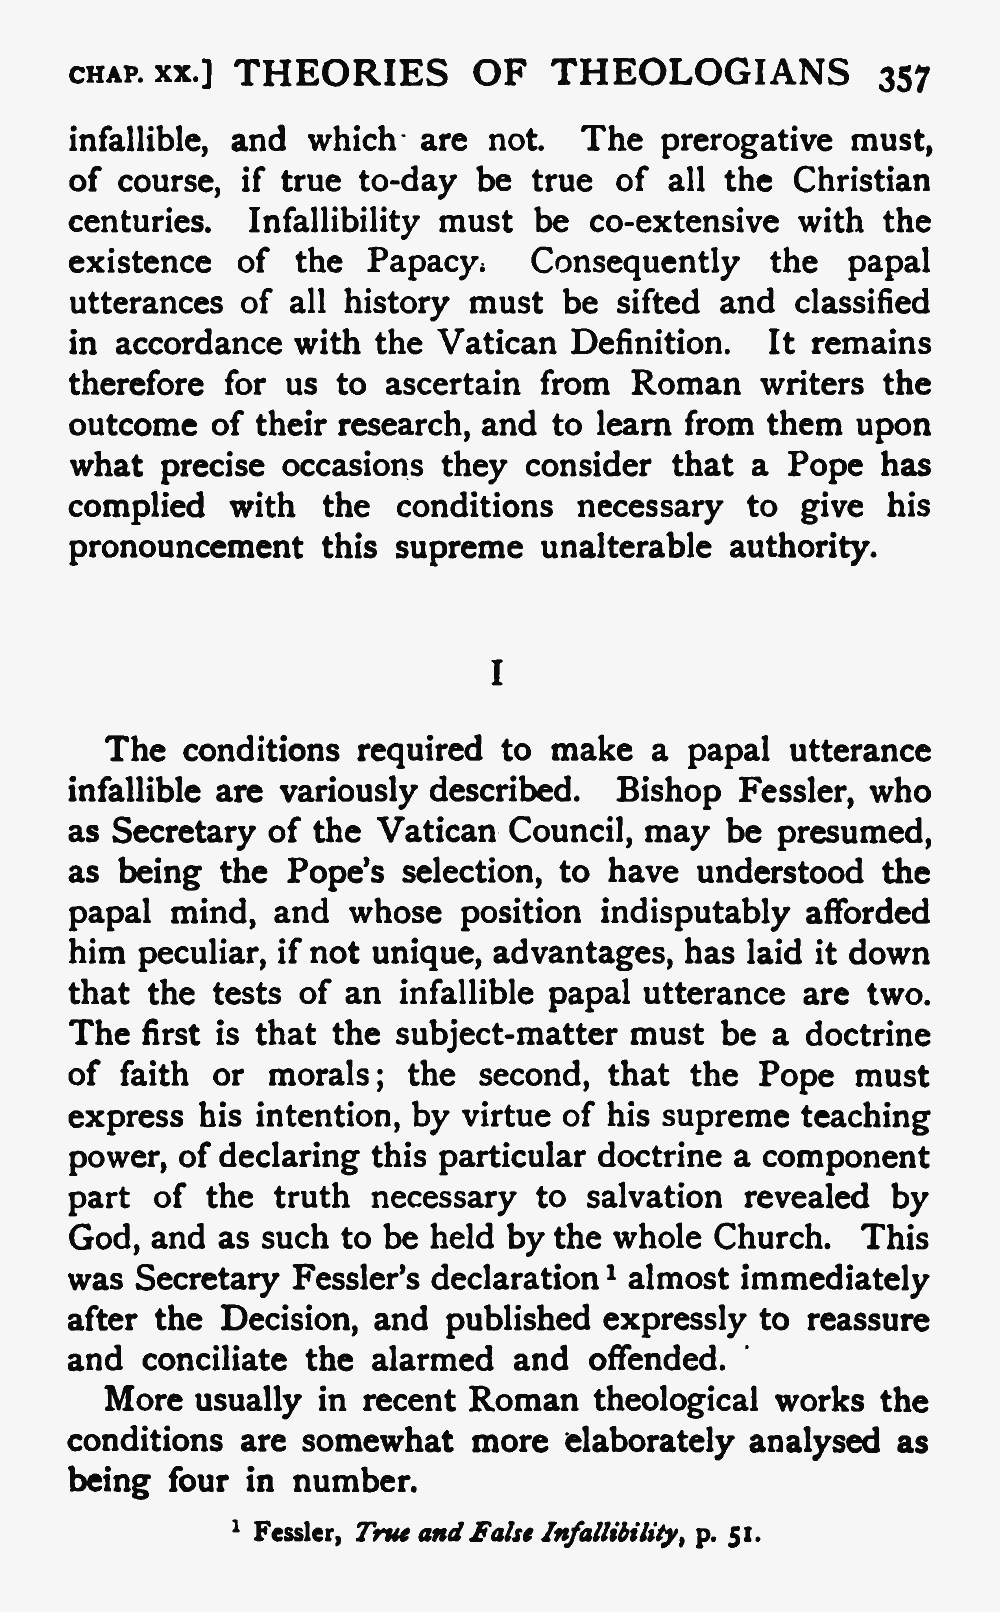 CHAP. XX.] THEORIES OF THEOLOGIANS 357
infallible, and which are not. The prerogative must,
of course, if true to-day be true of all the Christian
centuries. Infallibility must be co-extensive with the
existence of the Papacy. Consequently the papal
utterances of all history must be sifted and classified
in accordance with the Vatican Definition. It remains
therefore for us to ascertain from Roman writers the
outcome of their research, and to learn from them upon
what precise occasions they consider that a Pope has
complied with the conditions necessary to give his
pronouncement this supreme unalterable authority.
I
The conditions required to make a papal utterance
infallible are variously described. Bishop Fessler, who
as Secretary of the Vatican Council, may be presumed,
as being the Pope's selection, to have understood the
papal mind, and whose position indisputably afforded
him peculiar, if not unique, advantages, has laid it down
that the tests of an infallible papal utterance are two.
The first is that the subject-matter must be a doctrine
of faith or morals; the second, that the Pope must
express his intention, by virtue of his supreme teaching
power, of declaring this particular doctrine a component
part of the truth necessary to salvation revealed by
God, and as such to be held by the whole Church. This
was Secretary Fessler's declaration¹ almost immediately
after the Decision, and published expressly to reassure
and conciliate the alarmed and offended.
More usually in recent Roman theological works the
conditions are somewhat more elaborately analysed as
being four in number.
¹ Fessler, True and False Infallibility, p. 51.